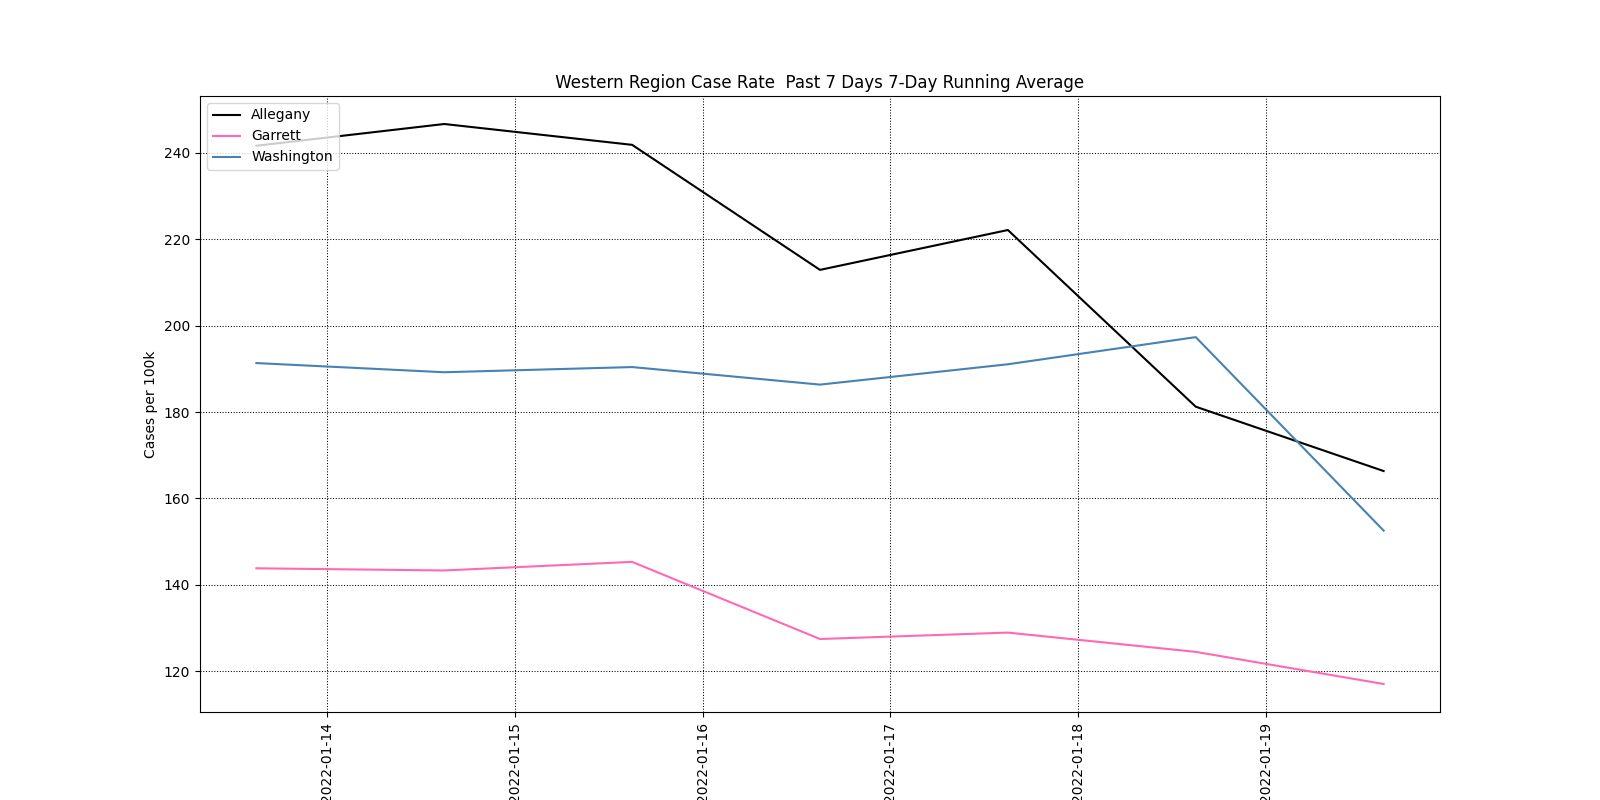 Western Region Case Rate  Past 7 Days 7-Day Running Average
Allegany
Garrett
Washington
Cases per 100k
240
220
200
180
160
140
120
2022-01-14
2022-01-15
2022-01-16
2022-01-17
2022-01-18
2022-01-19